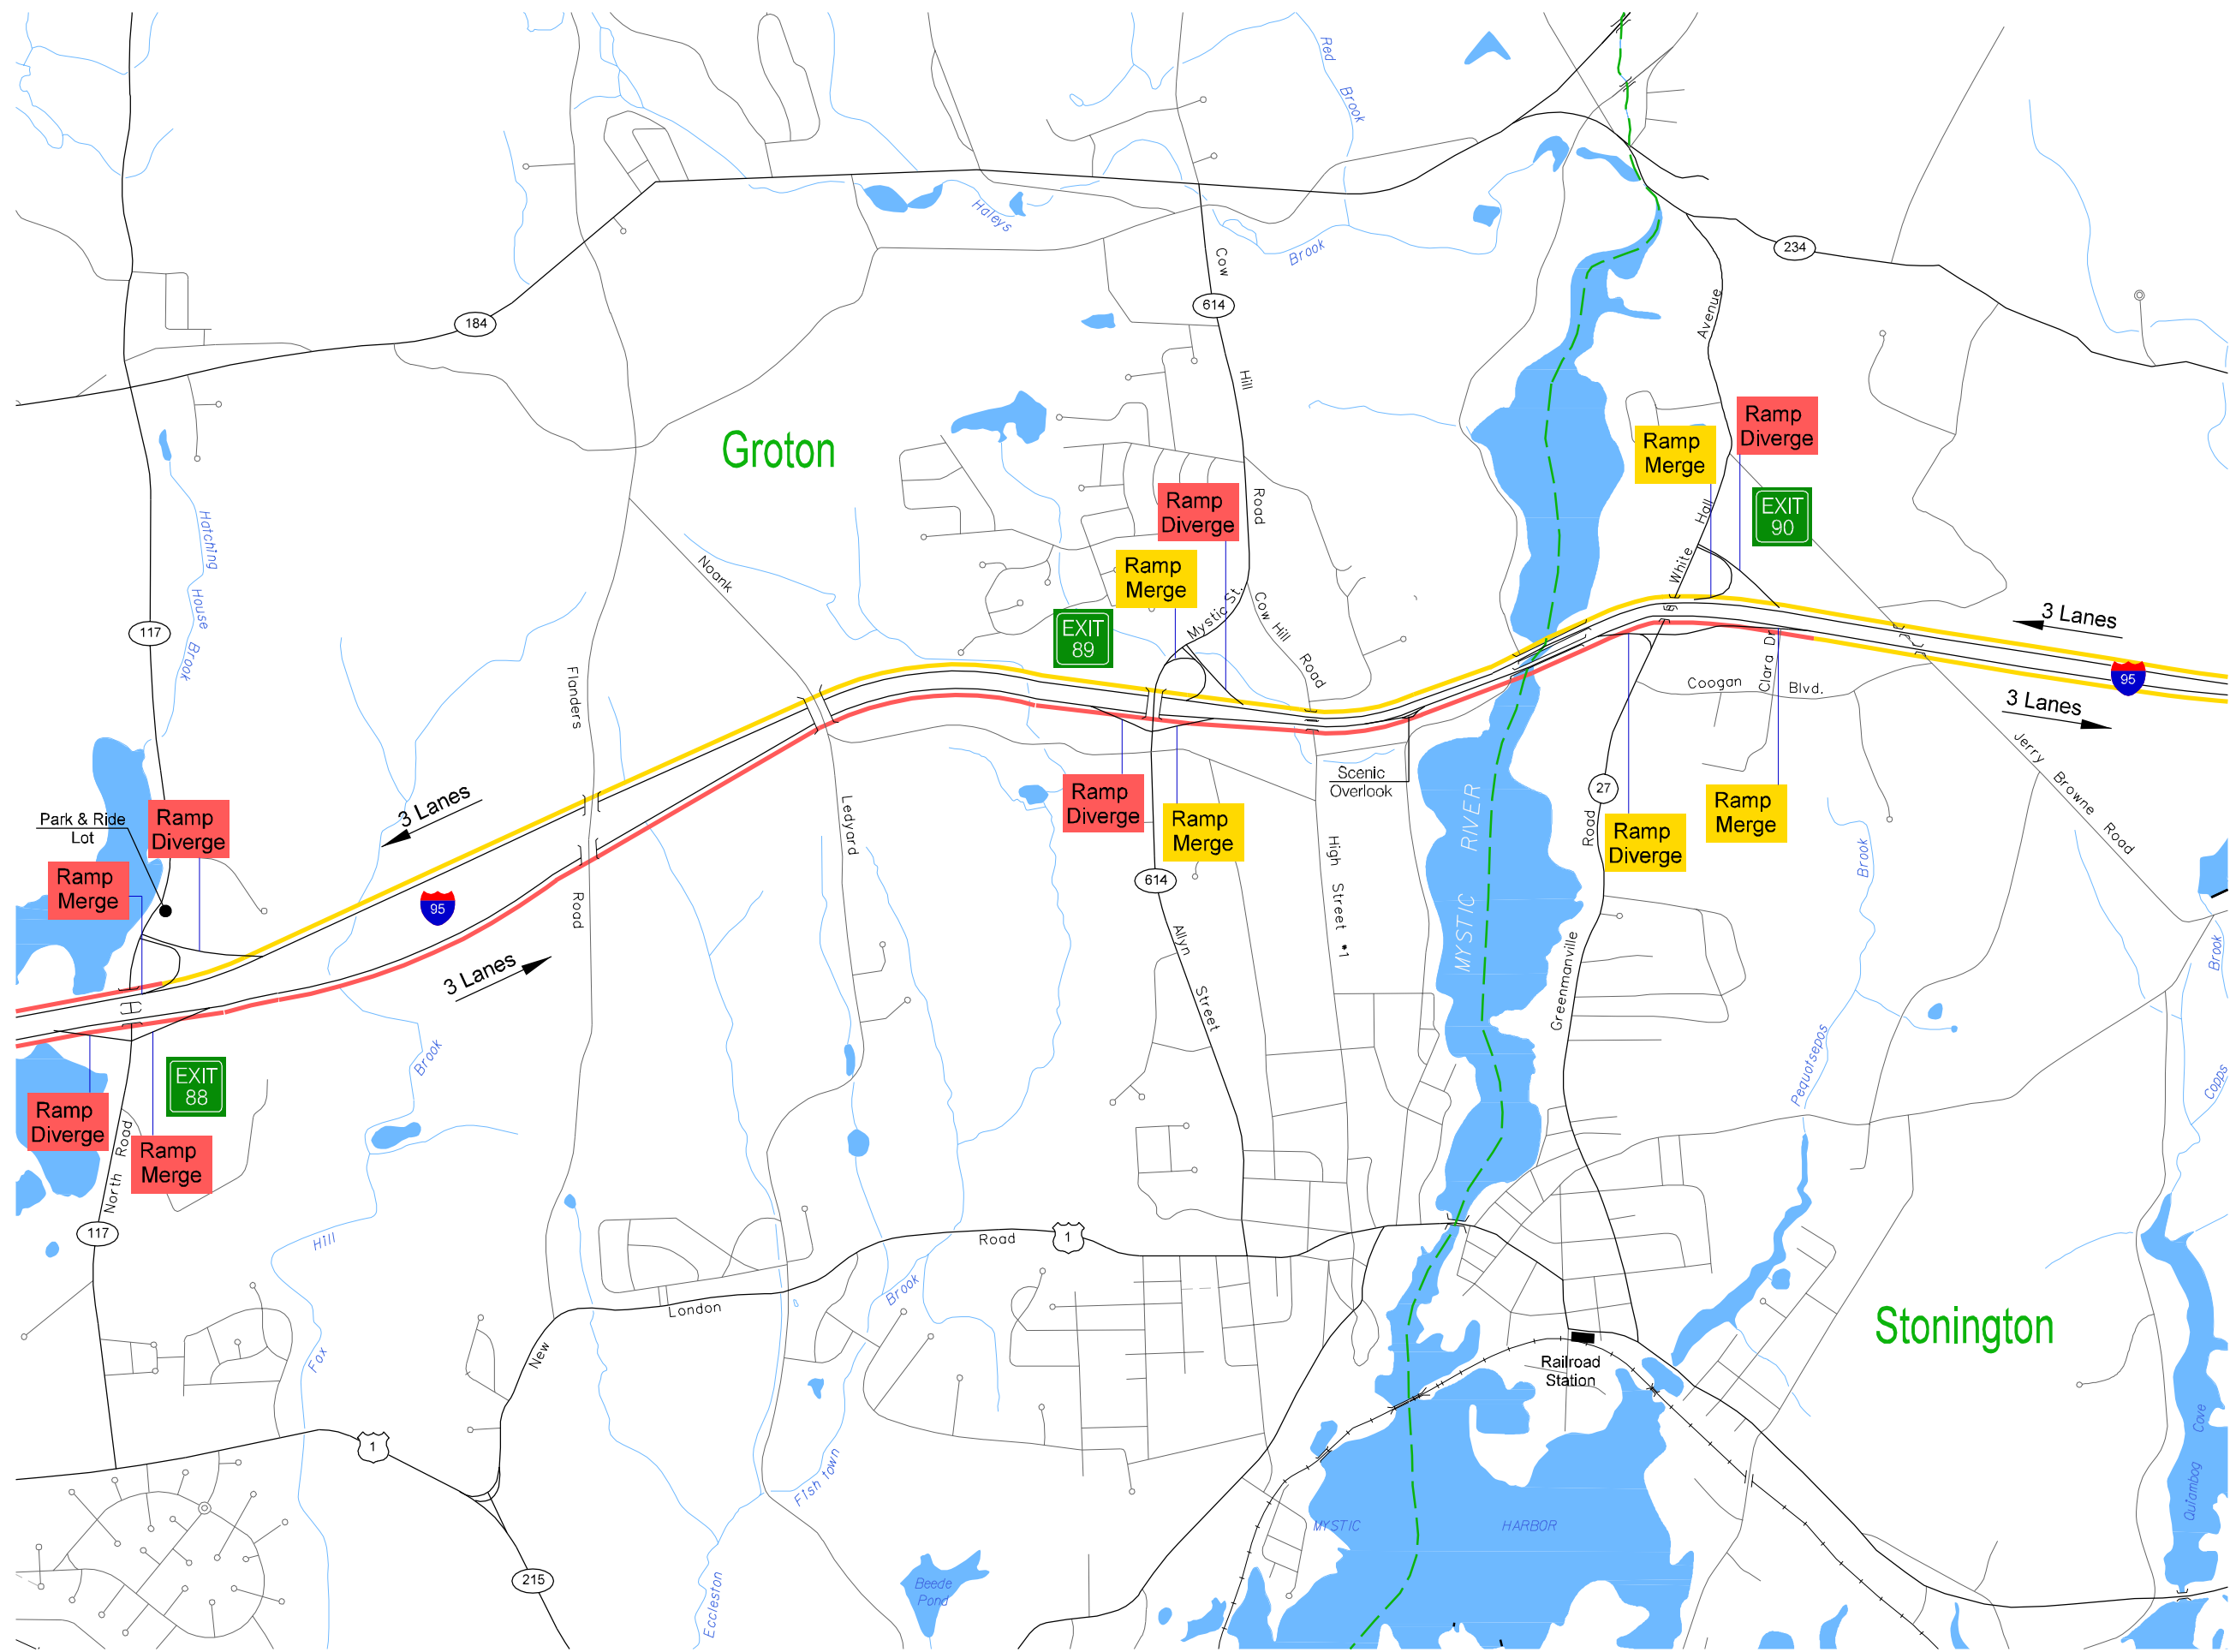 Red
Brook
Haleys
Brook
234
Cow
614
184
Avenue
Hill
Groton
Ramp
Diverge
Ramp
Merge
Ramp
Diverge
Road
Hall
EXIT
90
Hatching
House
Brook
Noank
Ramp
Merge
White
Mystic St.
Cow Hill
Road
EXIT
89
117
3 Lanes
Flanders
Clara Dr
Coogan
Blvd.
95
3 Lanes
Jerry Browne Road
Scenic
Overlook
27
Ramp
Diverge
Ramp
Merge
Ramp
Merge
Ramp
Diverge
Road
3 Lanes
Ledyard
MYSTIC RIVER
Park & Ride
Lot
Ramp
Diverge
Ramp
Merge
95
Road
614
High Street #1
Brook
Allyn
Street
Greenmanville
3 Lanes
Brook
Copps
Pequotsepos
Brook
EXIT
88
Ramp
Diverge
Ramp
Merge
North Road
117
Hill
Road
1
London
Brook
New
Fox
Stonington
Railroad
Station
1
Fish town
Quiambog Cove
MYSTIC
HARBOR
215
Beede
Pond
Eccleston